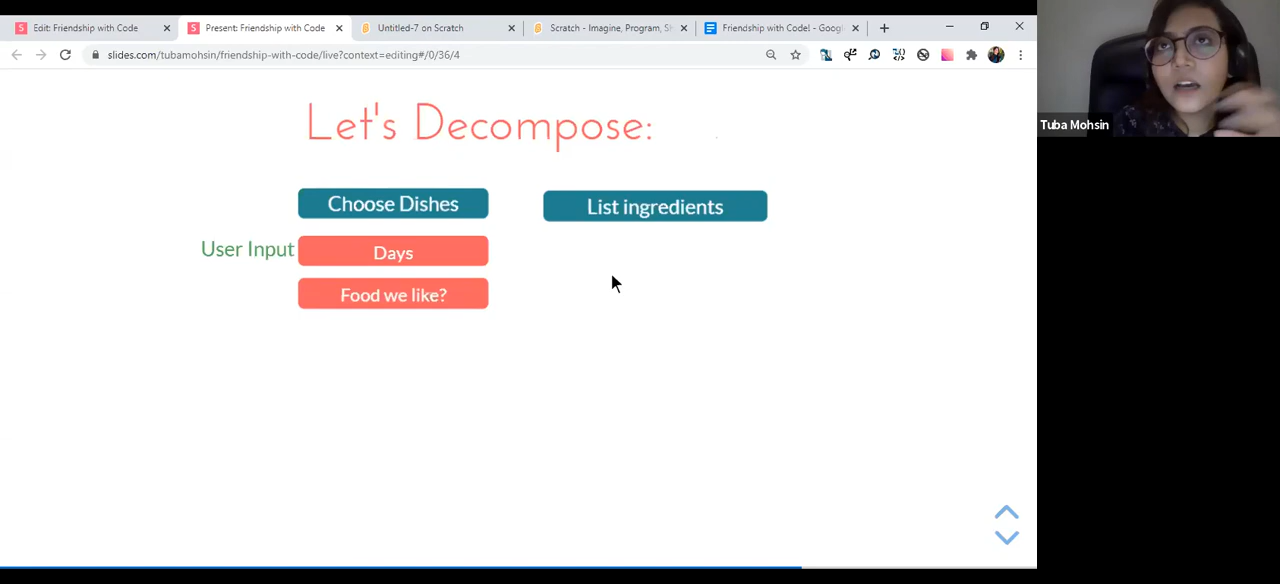 Edit: Friendship with Code
Present: Friendship with Code
Untitled-7 on Scratch
Scratch - Imagine, Program, Sh
Friendship with Code! - Googl
slides.com/tubamohsin/friendship-with-code/live?context=editing#/0/36/4
Tuba Mohsin
Let's Decompose:
Choose Dishes
List ingredients
User Input
Days
Food we like?